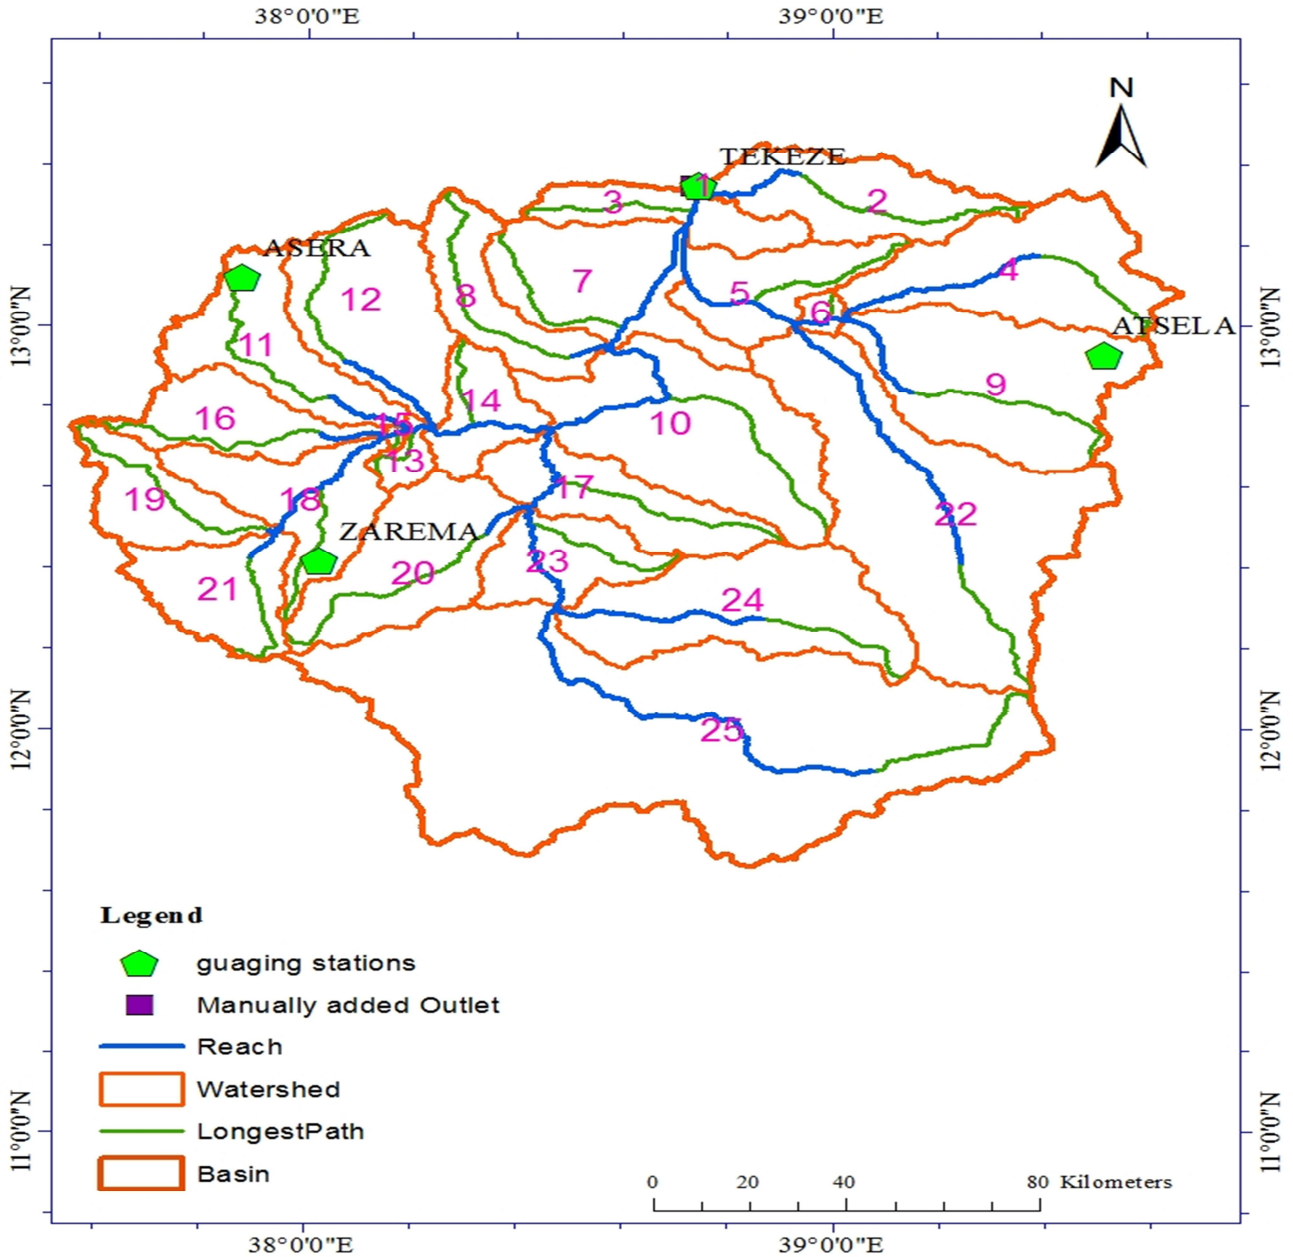 38°0'0"E 39°0'0"E
N
TEKEZE
1
2
3
ASERA
4
7
5
8
12
6
13°0'0"N 13°0'0"N
ATSELA
11
9
14
16
15
10
13
17
19
18
22
ZAREMA
23
20
21
24
25
12°0'0"N 12°0'0"N
Legend
guaging stations
Manually added Outlet
Reach
Watershed
LongestPath
Basin
11°0'0"N 11°0'0"N
0 20 40 80 Kilometers
38°0'0"E 39°0'0"E